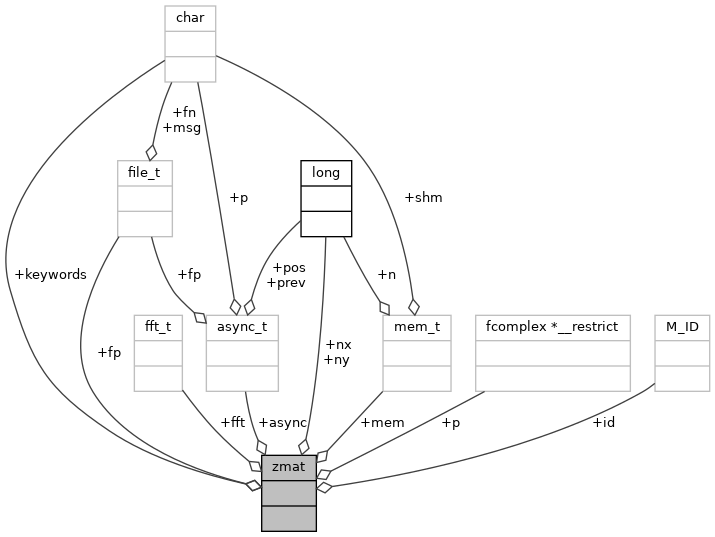 char
+fn
+msg
file_t
long
+p
+shm
+pos
+prev
+keywords
+fp
+n
fft_t
async_t
mem_t
fcomplex *__restrict
M_ID
+fp
+nx
+ny
+fft
+async
+mem
+p
+id
zmat